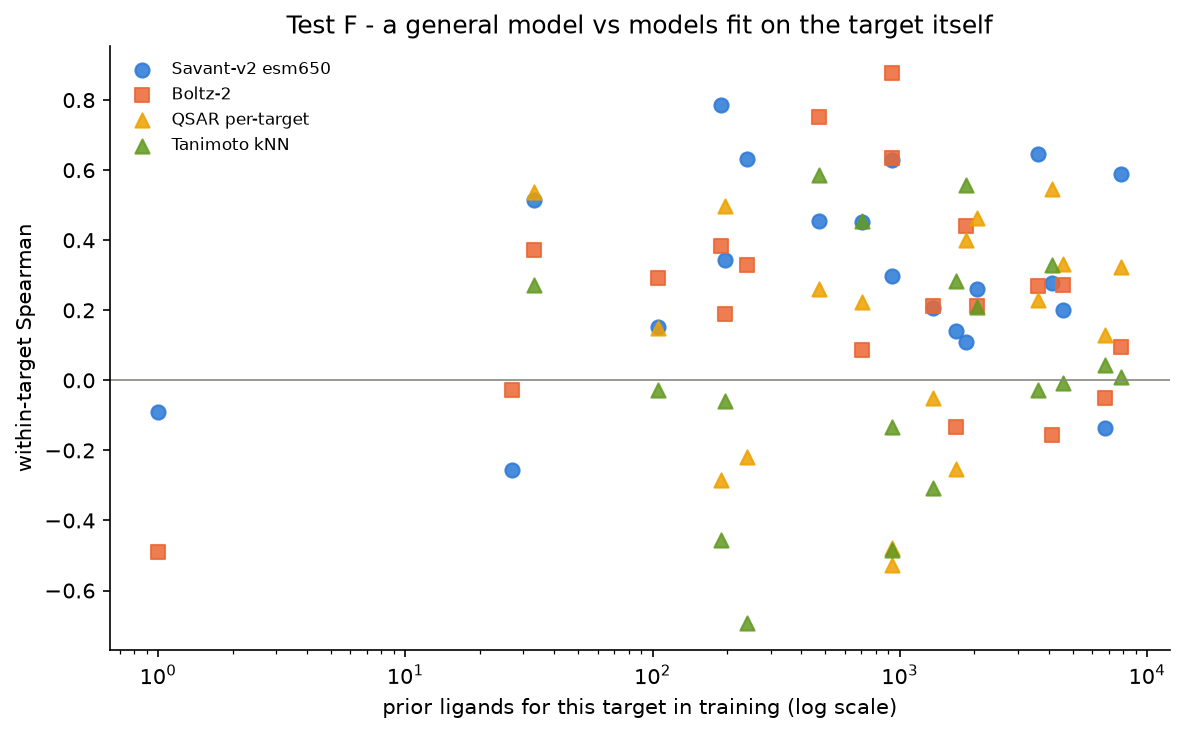 Test F - a general model vs models fit on the target itself
Savant-v2 esm650
Boltz-2
QSAR per-target
Tanimoto kNN
within-target Spearman
0.8
0.6
0.4
0.2
0.0
−0.2
−0.4
−0.6
10⁰
10¹
10²
10³
10⁴
prior ligands for this target in training (log scale)